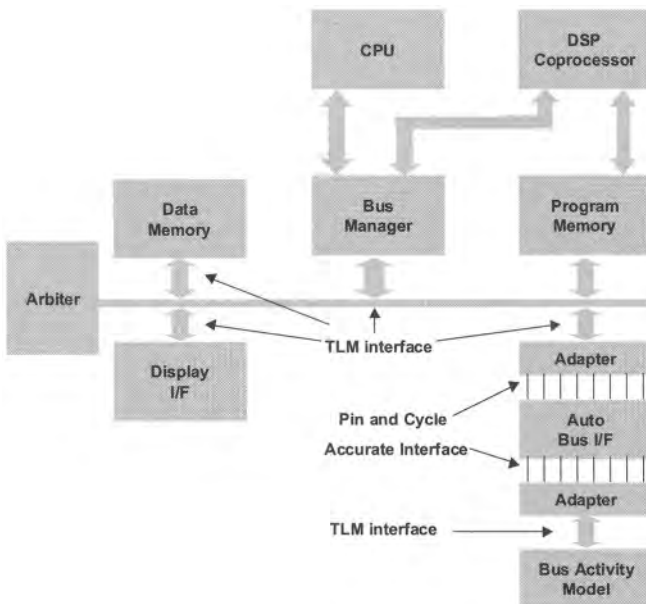 CPU
DSP
Coprocessor
Data
Memory
Bus
Manager
Program
Memory
Arbiter
TLM interface
Display
I/F
Adapter
Pin and Cycle
Accurate Interface
Auto
Bus I/F
Adapter
TLM interface
Bus Activity
Model